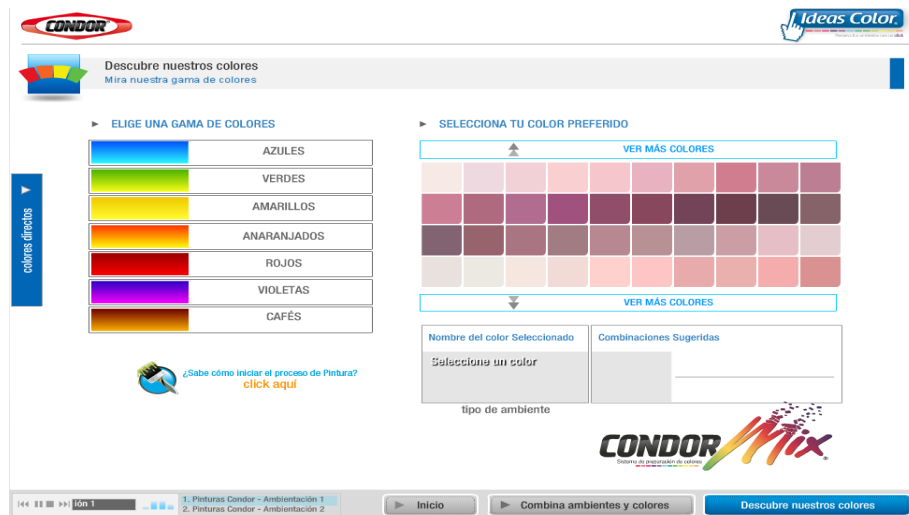 CONDOR
Ideas Color.
Descubre nuestros colores
Mira nuestra gama de colores
ELIGE UNA GAMA DE COLORES
AZULES
VERDES
AMARILLOS
ANARANJADOS
ROJOS
VIOLETAS
CAFÉS
colores directos
¿Sabe cómo iniciar el proceso de Pintura?
click aquí
SELECCIONA TU COLOR PREFERIDO
VER MÁS COLORES
VER MÁS COLORES
Nombre del color Seleccionado
Combinaciones Sugeridas
Seleccione un color
tipo de ambiente
CONDOR Mix
Sistema de preparación de colores
ión 1
1. Pinturas Condor - Ambientación 1
2. Pinturas Condor - Ambientación 2
Inicio
Combina ambientes y colores
Descubre nuestros colores